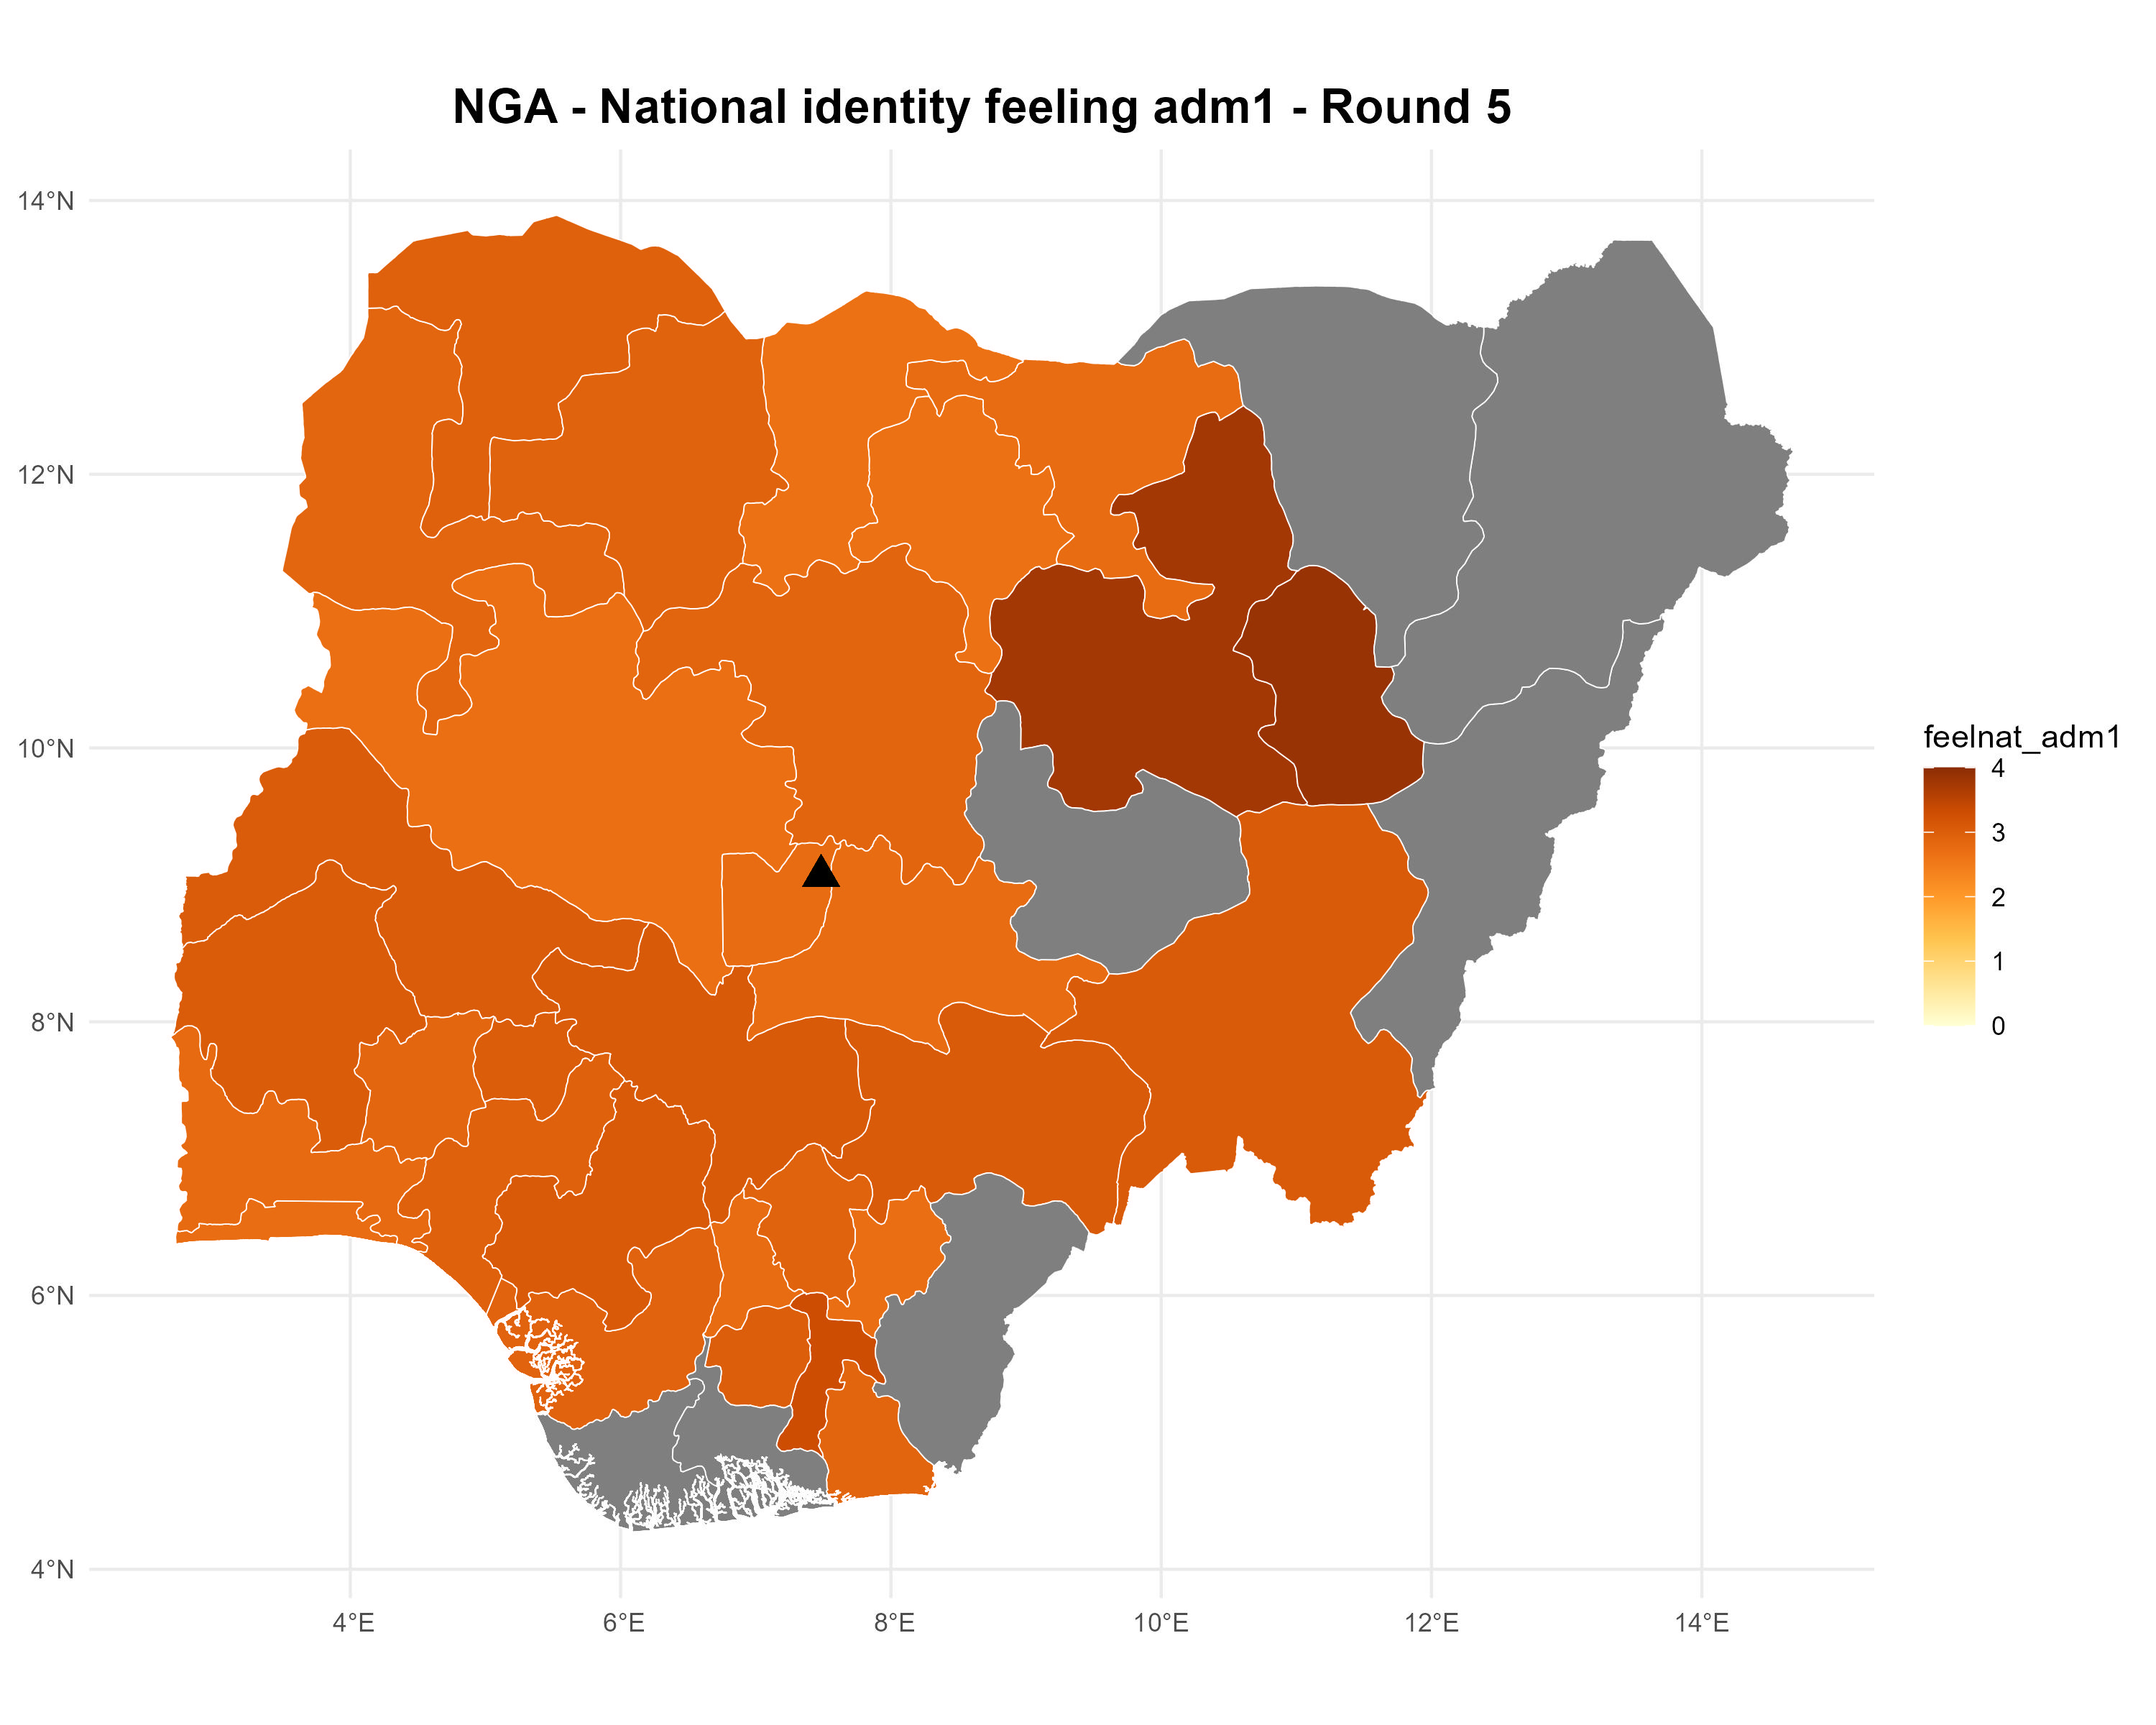 NGA - National identity feeling adm1 - Round 5
14°N
12°N
10°N
8°N
6°N
4°N
4°E
6°E
8°E
10°E
12°E
14°E
feelnat_adm1
4
3
2
1
0